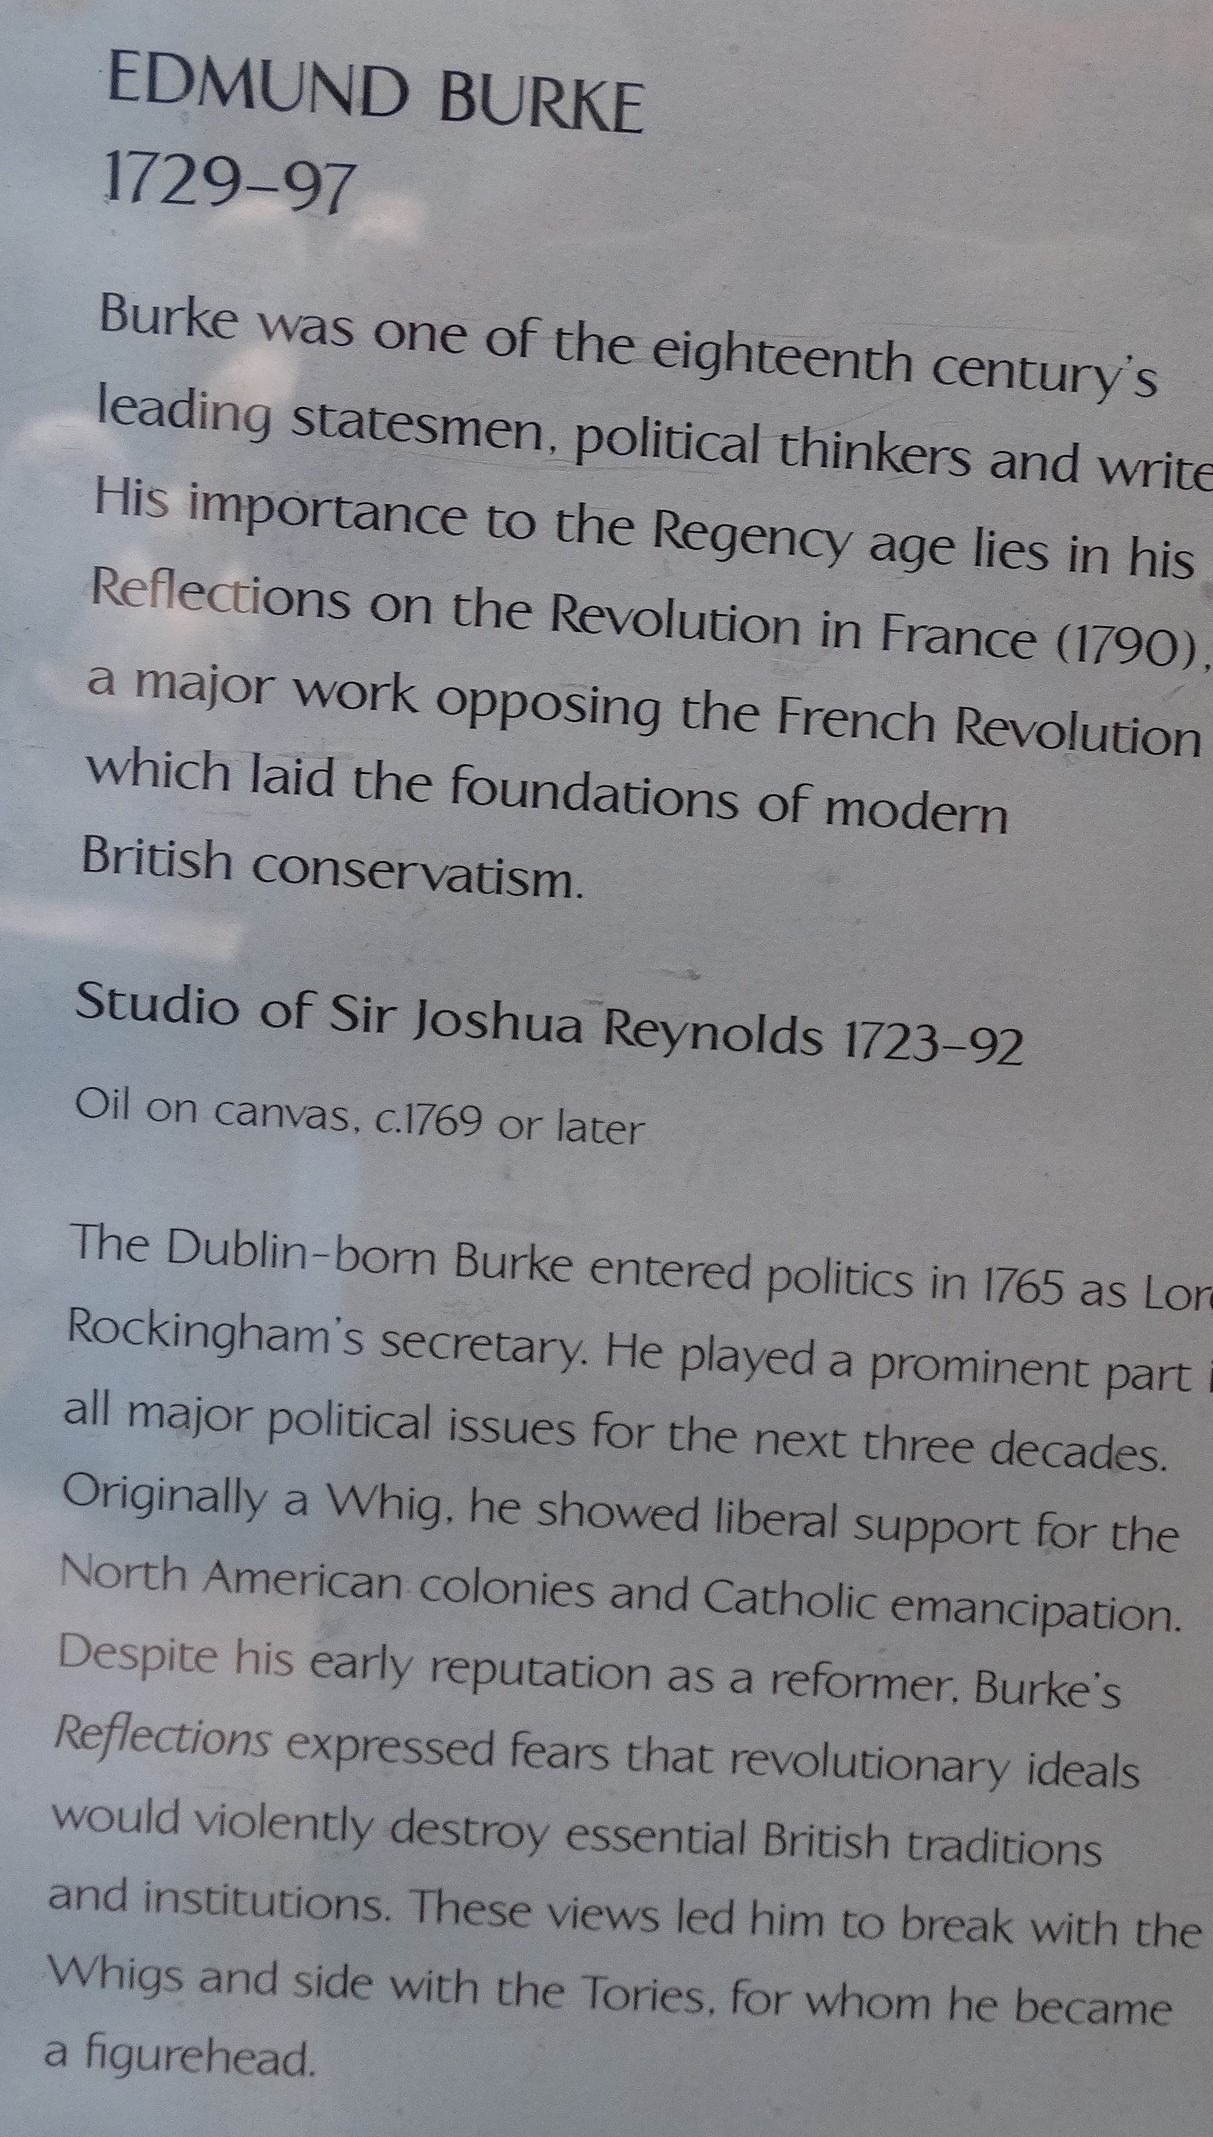 EDMUND BURKE
1729–97
Burke was one of the eighteenth century's
leading statesmen, political thinkers and write
His importance to the Regency age lies in his
Reflections on the Revolution in France (1790),
a major work opposing the French Revolution
which laid the foundations of modern
British conservatism.
Studio of Sir Joshua Reynolds 1723–92
Oil on canvas, c.1769 or later
The Dublin-born Burke entered politics in 1765 as Lor
Rockingham's secretary. He played a prominent part i
all major political issues for the next three decades.
Originally a Whig, he showed liberal support for the
North American colonies and Catholic emancipation.
Despite his early reputation as a reformer, Burke's
Reflections expressed fears that revolutionary ideals
would violently destroy essential British traditions
and institutions. These views led him to break with the
Whigs and side with the Tories, for whom he became
a figurehead.